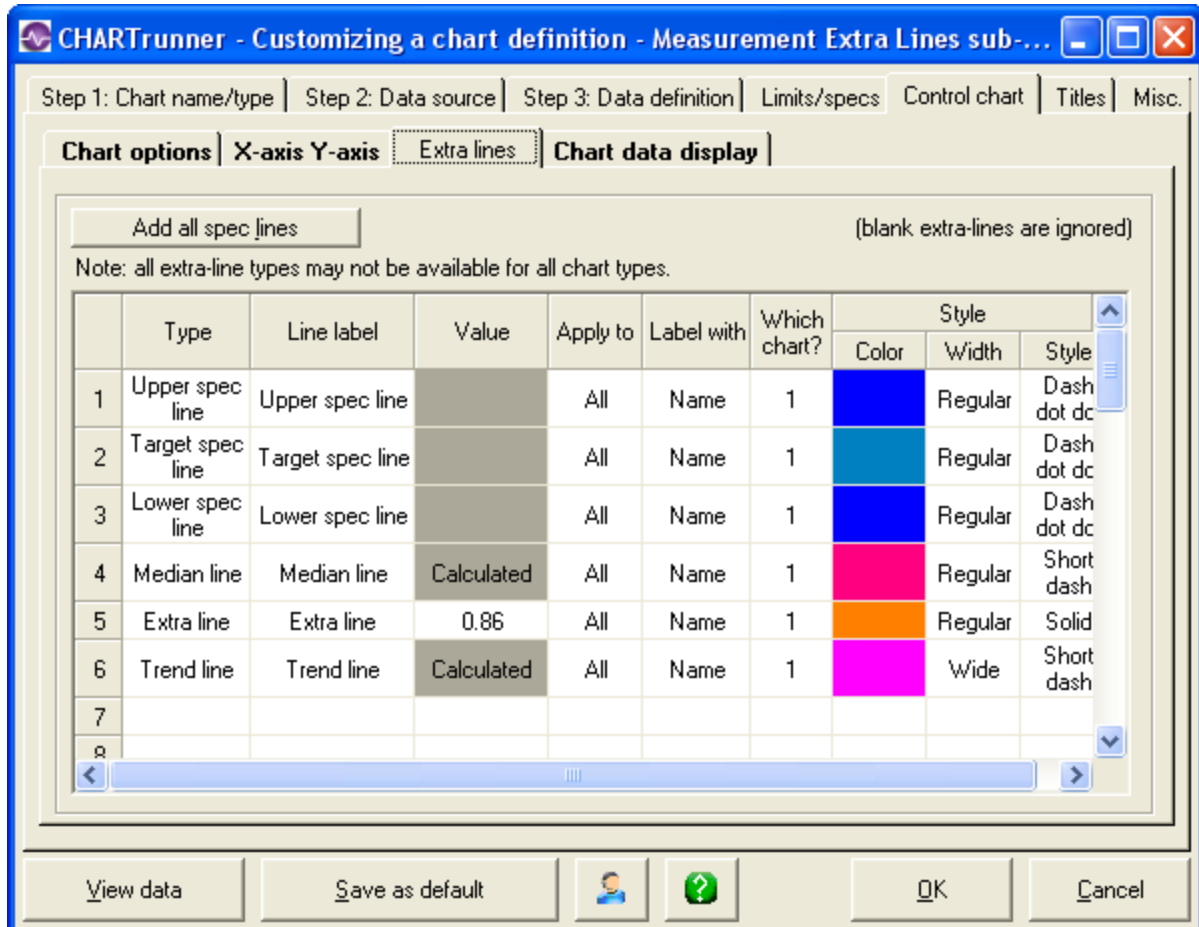 CHARTrunner - Customizing a chart definition - Measurement Extra Lines sub-...
Step 1: Chart name/type Step 2: Data source Step 3: Data definition Limits/specs Control chart Titles Misc.
Chart options X-axis Y-axis Extra lines Chart data display
Add all spec lines (blank extra-lines are ignored)
Note: all extra-line types may not be available for all chart types.
Type Line label Value Apply to Label with Which chart? Style
Color Width Style
1 Upper spec line Upper spec line All Name 1 Regular Dash dot do
2 Target spec line Target spec line All Name 1 Regular Dash dot do
3 Lower spec line Lower spec line All Name 1 Regular Dash dot do
4 Median line Median line Calculated All Name 1 Regular Short dash
5 Extra line Extra line 0.86 All Name 1 Regular Solid
6 Trend line Trend line Calculated All Name 1 Wide Short dash
7
8
View data Save as default ? OK Cancel